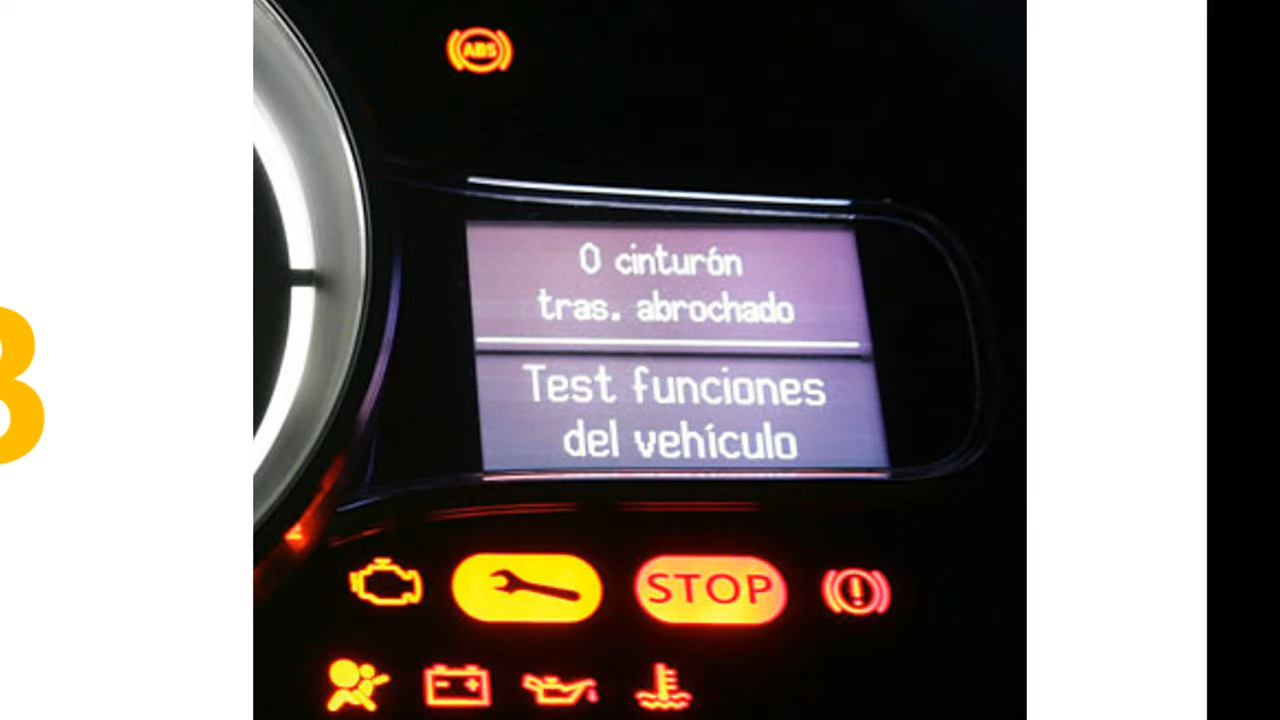 ABS
0 cinturón
tras. abrochado
Test funciones
del vehículo
STOP